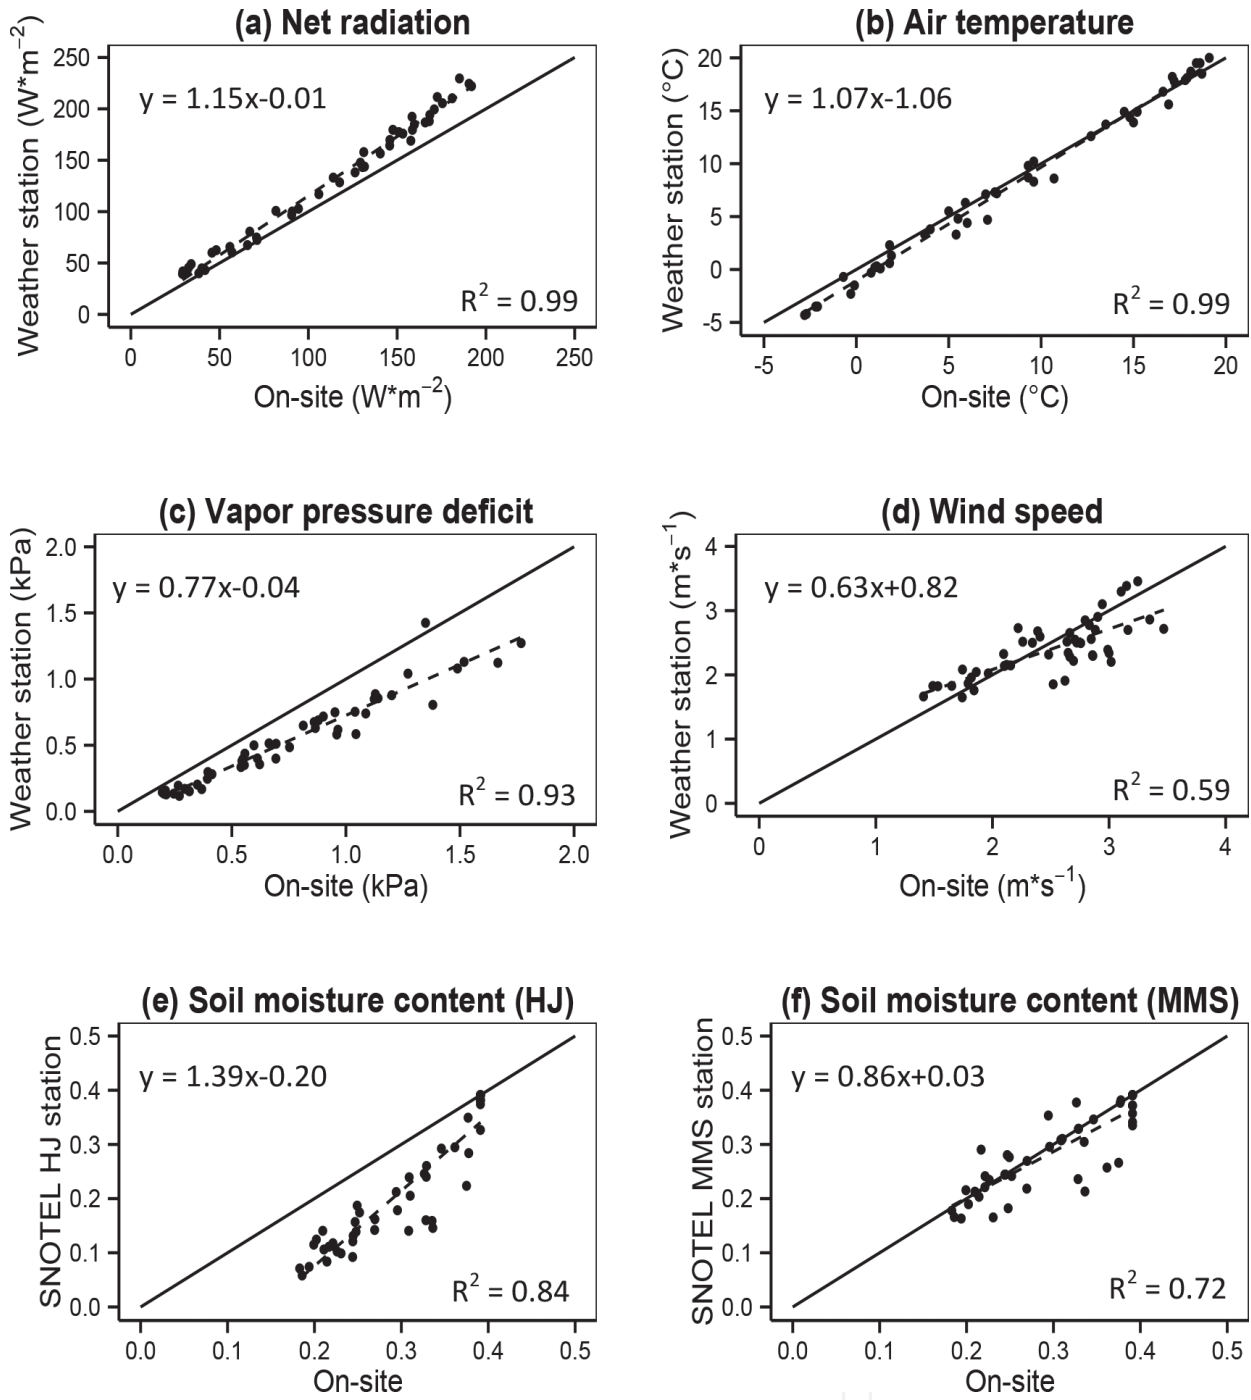 (a) Net radiation
Weather station (W*m⁻²)
250
200
150
100
50
0
y = 1.15x-0.01
R² = 0.99
0 50 100 150 200 250
On-site (W*m⁻²)
(b) Air temperature
Weather station (°C)
20
15
10
5
0
-5
y = 1.07x-1.06
R² = 0.99
-5 0 5 10 15 20
On-site (°C)
(c) Vapor pressure deficit
Weather station (kPa)
2.0
1.5
1.0
0.5
0.0
y = 0.77x-0.04
R² = 0.93
0.0 0.5 1.0 1.5 2.0
On-site (kPa)
(d) Wind speed
Weather station (m*s⁻¹)
4
3
2
1
0
y = 0.63x+0.82
R² = 0.59
0 1 2 3 4
On-site (m*s⁻¹)
(e) Soil moisture content (HJ)
SNOTEL HJ station
0.5
0.4
0.3
0.2
0.1
0.0
y = 1.39x-0.20
R² = 0.84
0.0 0.1 0.2 0.3 0.4 0.5
On-site
(f) Soil moisture content (MMS)
SNOTEL MMS station
0.5
0.4
0.3
0.2
0.1
0.0
y = 0.86x+0.03
R² = 0.72
0.0 0.1 0.2 0.3 0.4 0.5
On-site